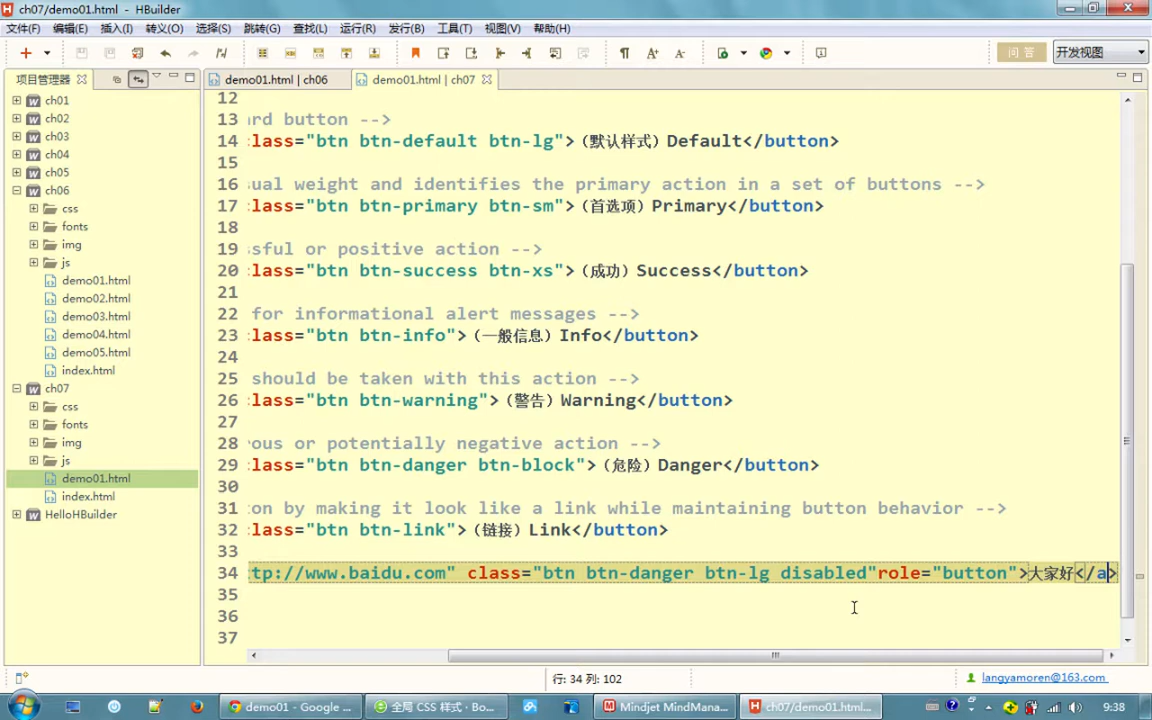 ch07/demo01.html - HBuilder
文件(F) 编辑(E) 插入(I) 转义(O) 选择(S) 跳转(G) 查找(L) 运行(R) 发行(B) 工具(T) 视图(V) 帮助(H)
问答 开发视图
项目管理器
demo01.html | ch06 demo01.html | ch07
ch01
ch02
ch03
ch04
ch05
ch06
css
fonts
img
js
demo01.html
demo02.html
demo03.html
demo04.html
demo05.html
index.html
ch07
css
fonts
img
js
demo01.html
index.html
HelloHBuilder
12
13 ard button -->
14 lass="btn btn-default btn-lg">(默认样式)Default</button>
15
16 sual weight and identifies the primary action in a set of buttons -->
17 lass="btn btn-primary btn-sm">(首选项)Primary</button>
18
19 ssful or positive action -->
20 lass="btn btn-success btn-xs">(成功)Success</button>
21
22 for informational alert messages -->
23 lass="btn btn-info">(一般信息)Info</button>
24
25 should be taken with this action -->
26 lass="btn btn-warning">(警告)Warning</button>
27
28 ous or potentially negative action -->
29 lass="btn btn-danger btn-block">(危险)Danger</button>
30
31 on by making it look like a link while maintaining button behavior -->
32 lass="btn btn-link">(链接)Link</button>
33
34 tp://www.baidu.com" class="btn btn-danger btn-lg disabled"role="button">大家好</a>
35
36
37
行: 34 列: 102
langyamoren@163.com
demo01 - Google ... 全局 CSS 样式 · Bo... Mindjet MindMana... ch07/demo01.html... 9:38